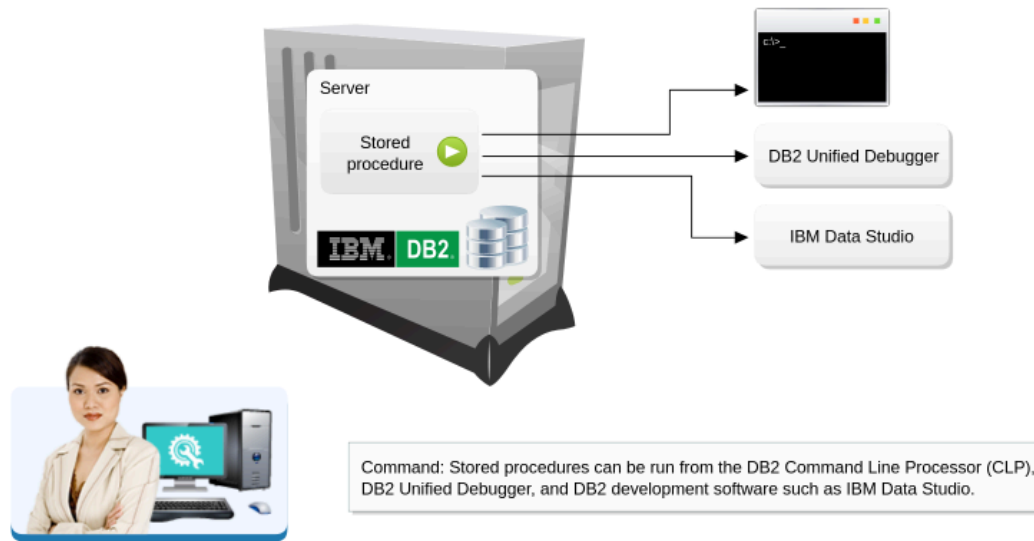 c:\>_
Server
Stored
procedure
DB2 Unified Debugger
IBM Data Studio
IBM. DB2.
Command: Stored procedures can be run from the DB2 Command Line Processor (CLP),
DB2 Unified Debugger, and DB2 development software such as IBM Data Studio.